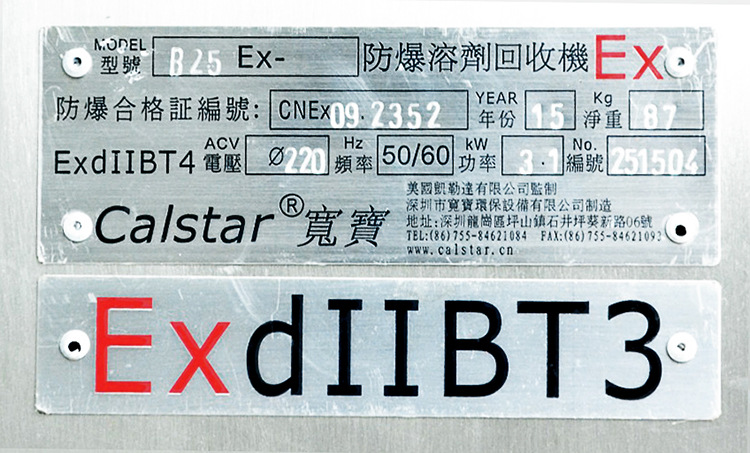 MODEL
型號 B25 Ex- 防爆溶劑回收機 Ex
防爆合格証編號: CNEx 09.2352 YEAR 年份 15 Kg 淨重 87
ExdIIBT4 ACV 電壓 Ø220 Hz 頻率 50/60 kW 功率 3.1 No. 編號 251504
美國凱勒達有限公司監制
深圳市寬寶環保設備有限公司制造
地址:深圳龍崗區坪山鎮石井坪葵新路06號
TEL:(86)755-84621084 FAX:(86)755-84621093
www.calstar.cn
Calstar® 寬寶
ExdIIBT3